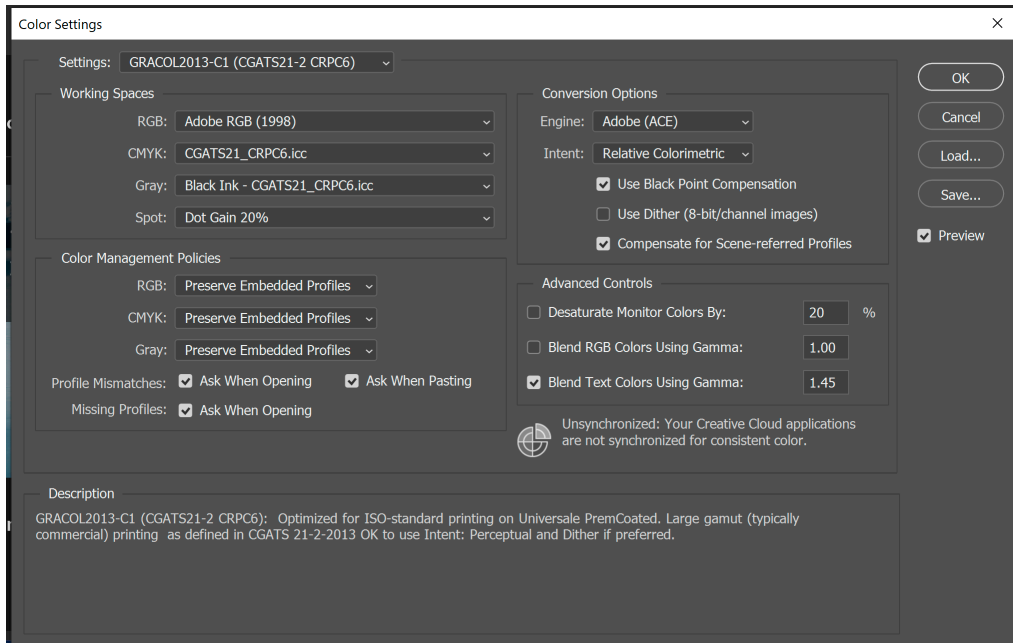 Color Settings
Settings: GRACOL2013-C1 (CGATS21-2 CRPC6)
OK
Cancel
Load...
Save...
Preview
Working Spaces
RGB: Adobe RGB (1998)
CMYK: CGATS21_CRPC6.icc
Gray: Black Ink - CGATS21_CRPC6.icc
Spot: Dot Gain 20%
Color Management Policies
RGB: Preserve Embedded Profiles
CMYK: Preserve Embedded Profiles
Gray: Preserve Embedded Profiles
Profile Mismatches: Ask When Opening Ask When Pasting
Missing Profiles: Ask When Opening
Conversion Options
Engine: Adobe (ACE)
Intent: Relative Colorimetric
Use Black Point Compensation
Use Dither (8-bit/channel images)
Compensate for Scene-referred Profiles
Advanced Controls
Desaturate Monitor Colors By: 20 %
Blend RGB Colors Using Gamma: 1.00
Blend Text Colors Using Gamma: 1.45
Unsynchronized: Your Creative Cloud applications
are not synchronized for consistent color.
Description
GRACOL2013-C1 (CGATS21-2 CRPC6): Optimized for ISO-standard printing on Universale PremCoated. Large gamut (typically
commercial) printing as defined in CGATS 21-2-2013 OK to use Intent: Perceptual and Dither if preferred.